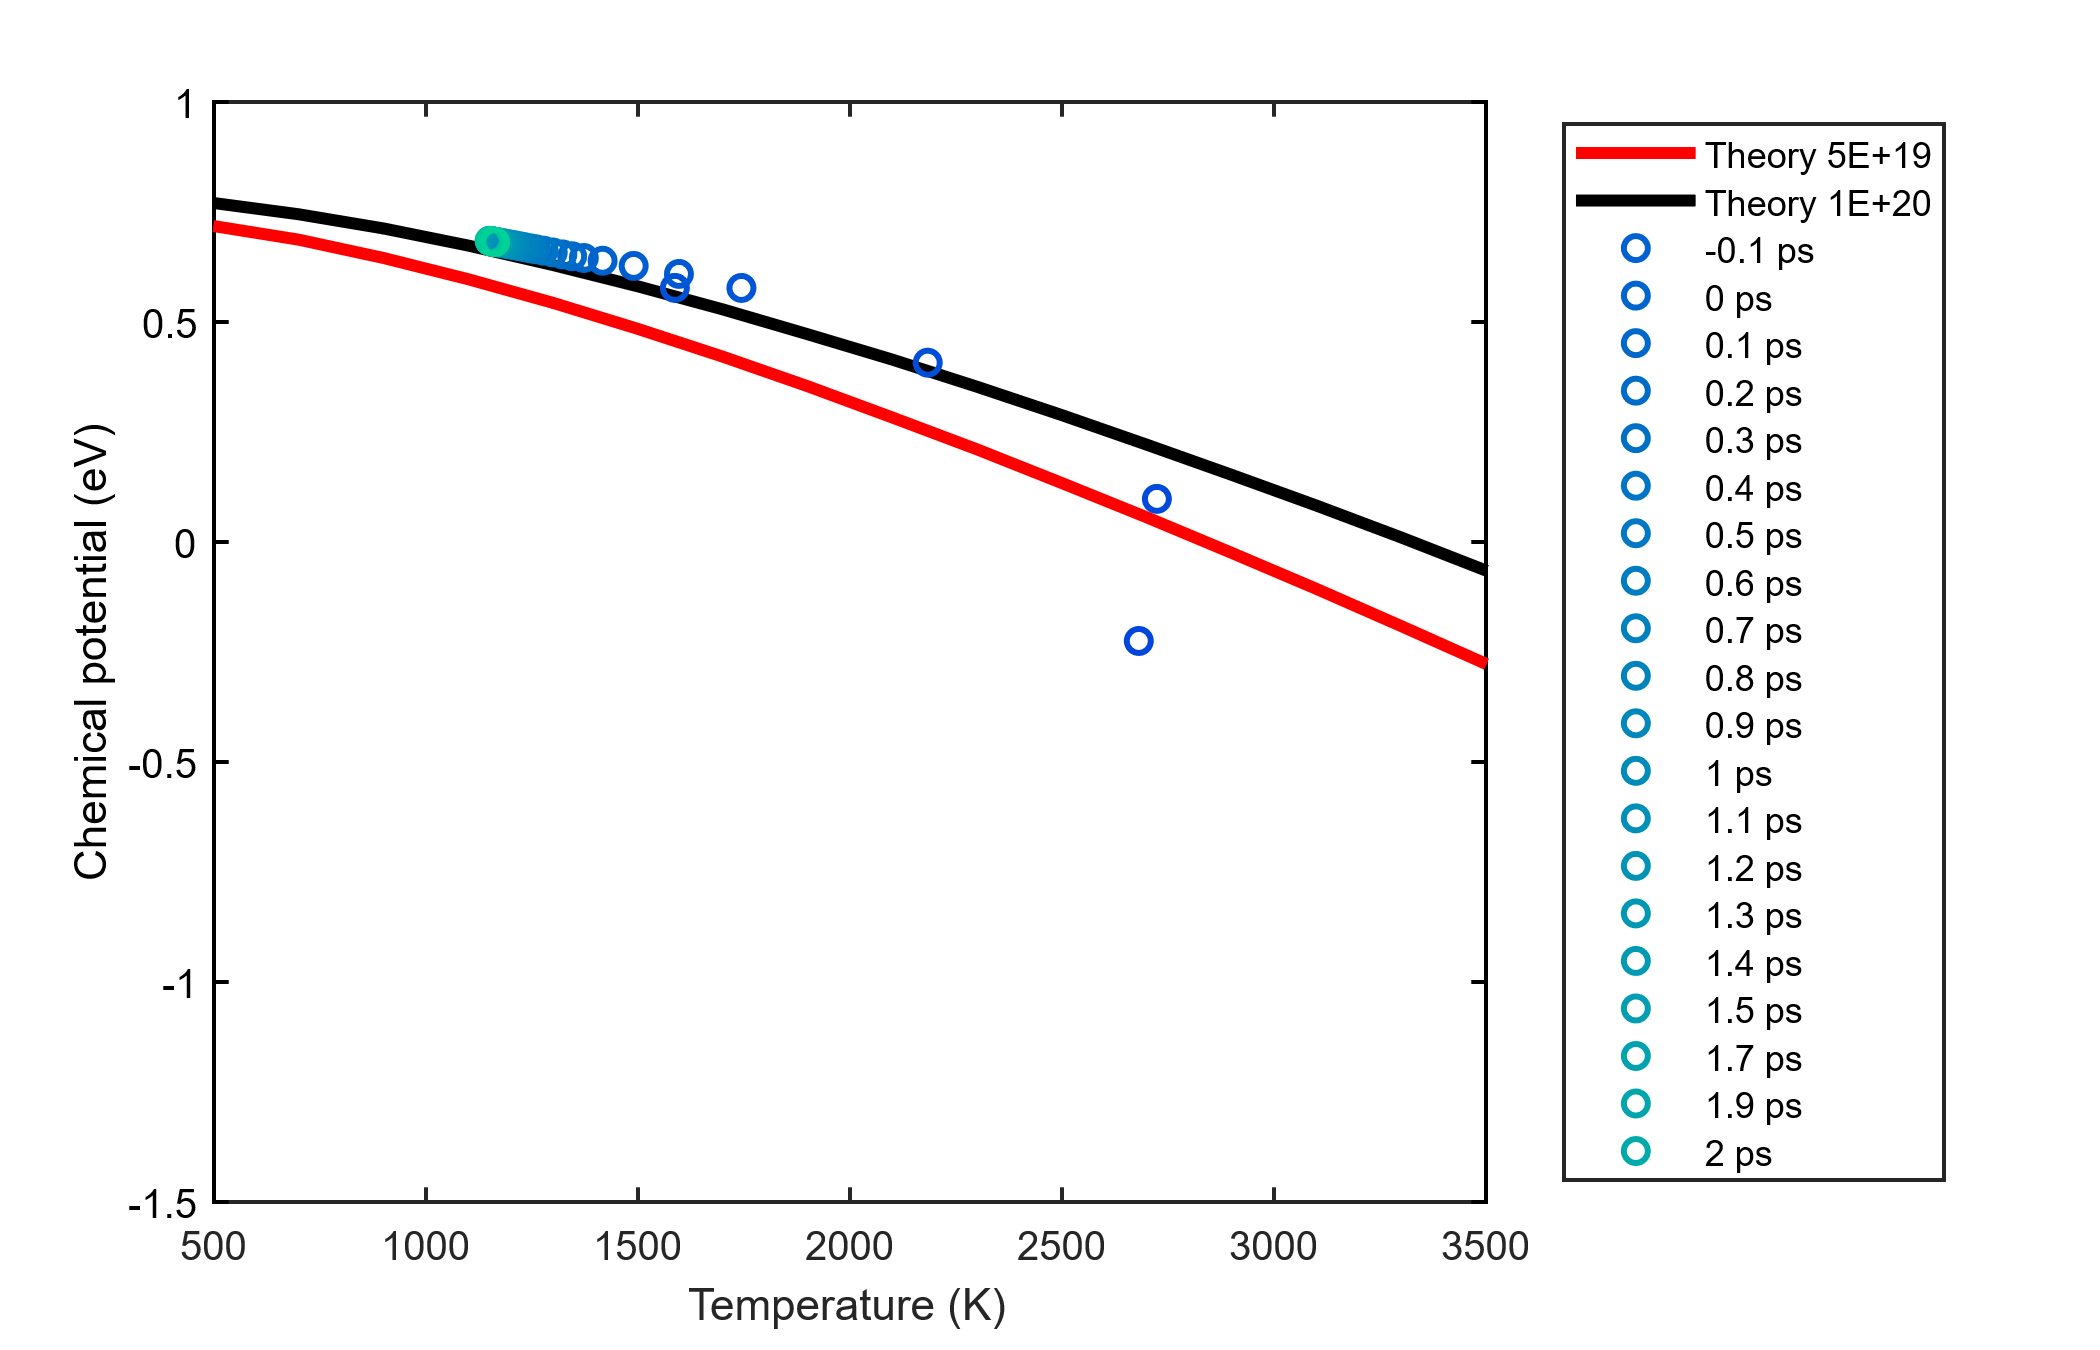 1
0.5
0
-0.5
-1
-1.5
Chemical potential (eV)
500 1000 1500 2000 2500 3000 3500
Temperature (K)
Theory 5E+19
Theory 1E+20
-0.1 ps
0 ps
0.1 ps
0.2 ps
0.3 ps
0.4 ps
0.5 ps
0.6 ps
0.7 ps
0.8 ps
0.9 ps
1 ps
1.1 ps
1.2 ps
1.3 ps
1.4 ps
1.5 ps
1.7 ps
1.9 ps
2 ps